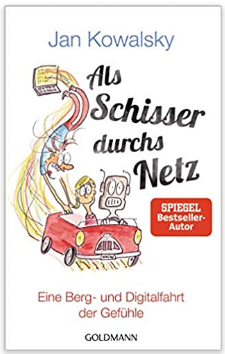 Jan Kowalsky
Als
Schisser
durchs
Netz
SPIEGEL
Bestseller-
Autor
Eine Berg- und Digitalfahrt
der Gefühle
GOLDMANN